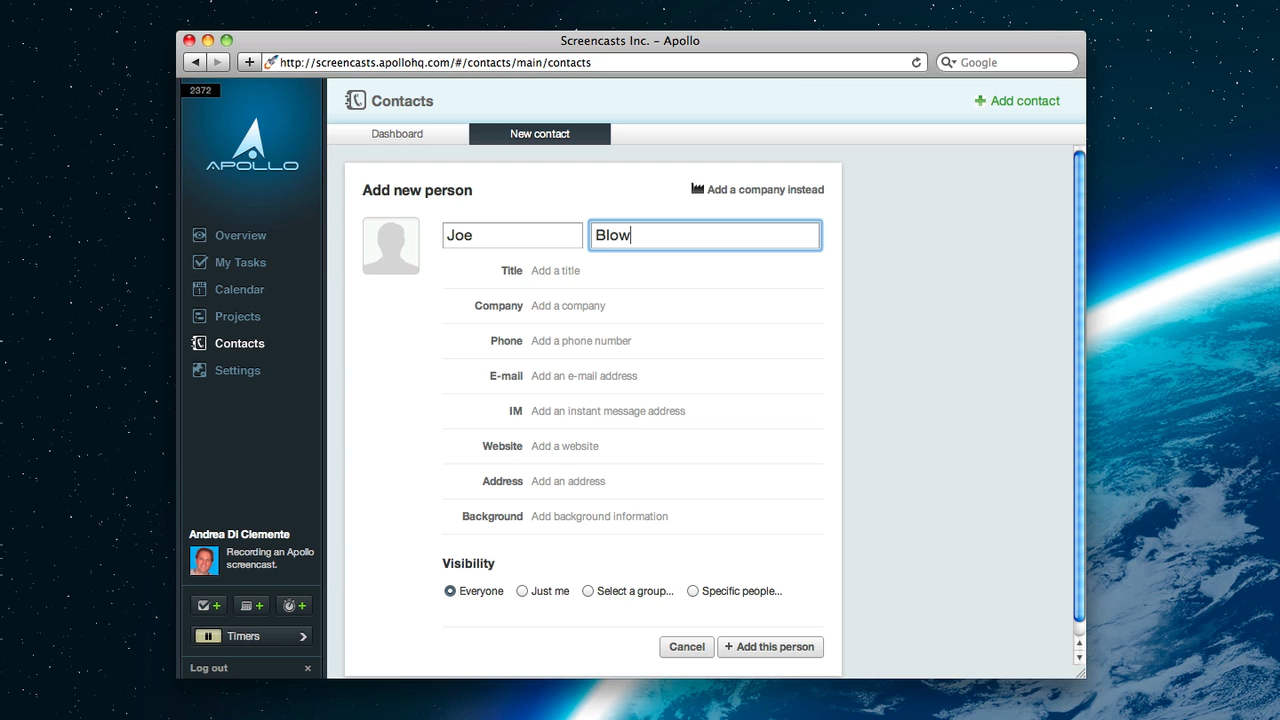 Screencasts Inc. – Apollo
http://screencasts.apollohq.com/#/contacts/main/contacts
Google
2372
APOLLO
Overview
My Tasks
Calendar
Projects
Contacts
Settings
Andrea Di Clemente
Recording an Apollo
screencast.
Timers
Log out
Contacts
+ Add contact
Dashboard
New contact
Add new person
Add a company instead
Joe
Blow
Title Add a title
Company Add a company
Phone Add a phone number
E-mail Add an e-mail address
IM Add an instant message address
Website Add a website
Address Add an address
Background Add background information
Visibility
Everyone Just me Select a group... Specific people...
Cancel + Add this person